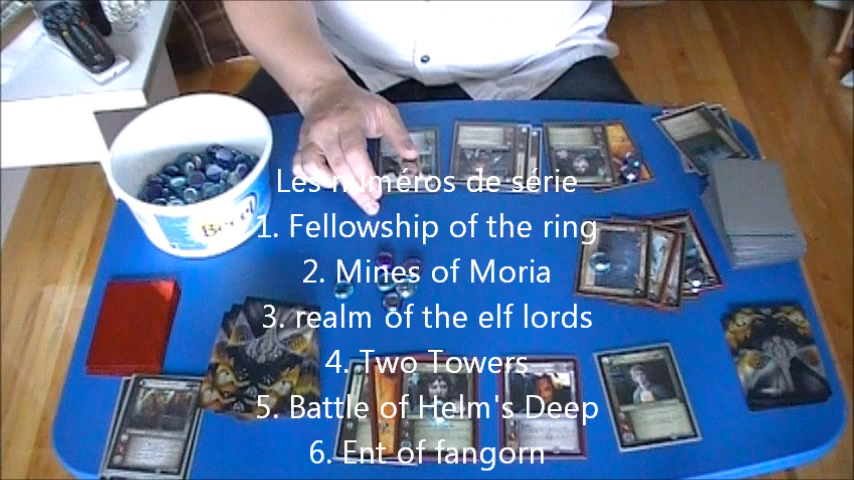 Les numéros de série
1. Fellowship of the ring
2. Mines of Moria
3. realm of the elf lords
4. Two Towers
5. Battle of Helm's Deep
6. Ent of fangorn
Becel